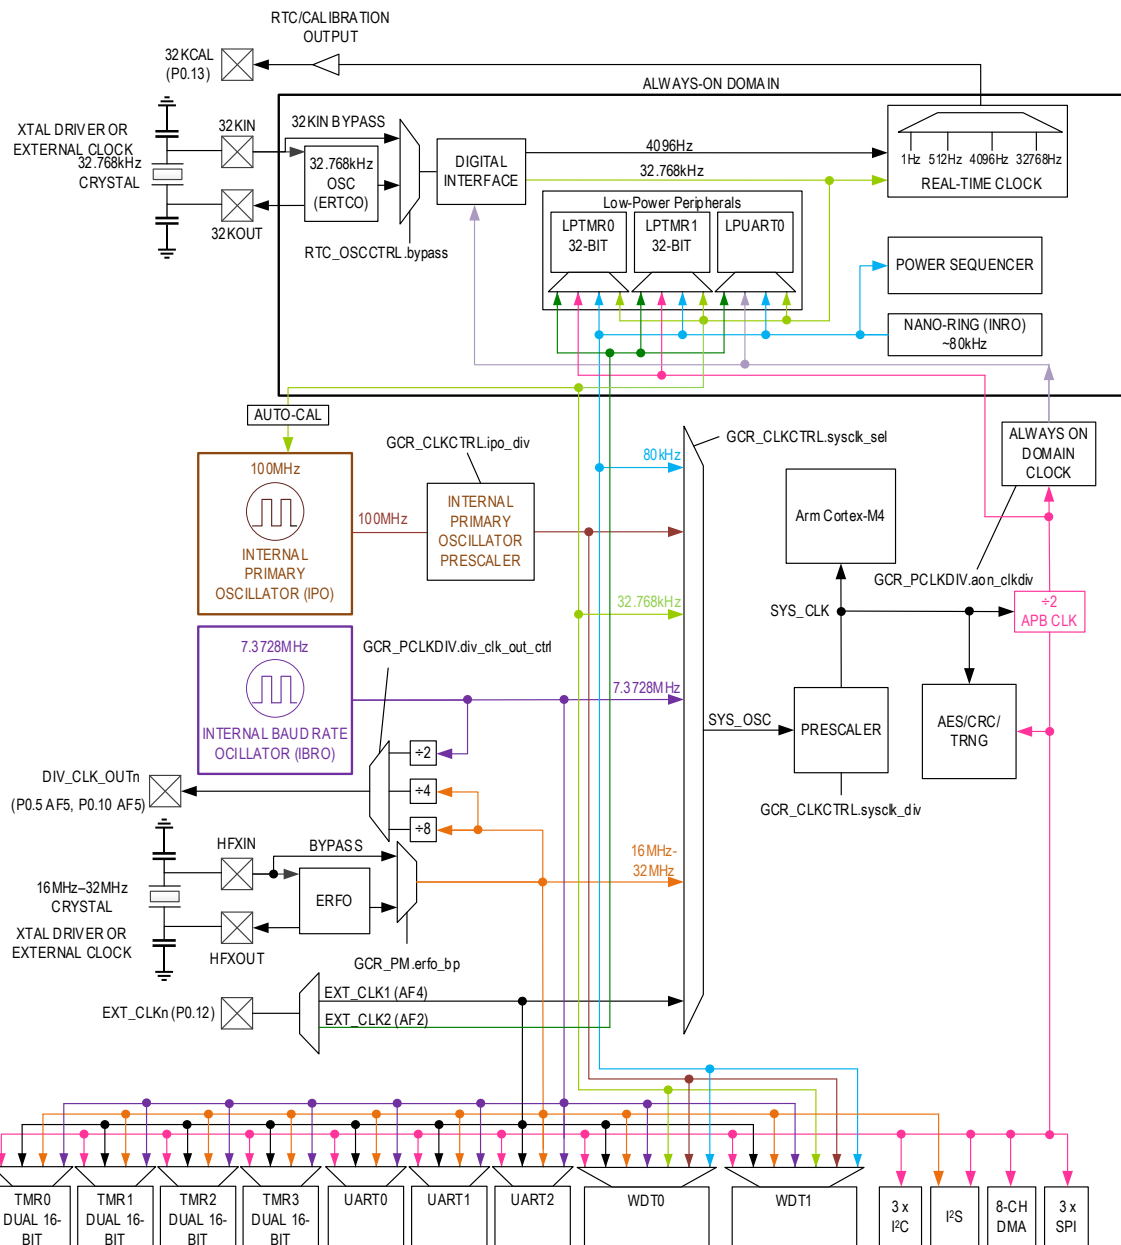 RTC/CALIBRATION
OUTPUT
32KCAL
(P0.13)
ALWAYS-ON DOMAIN
XTAL DRIVER OR
EXTERNAL CLOCK
32.768kHz
CRYSTAL
32KIN
32KOUT
32KIN BYPASS
32.768kHz
OSC
(ERTCO)
RTC_OSCCTRL.bypass
DIGITAL
INTERFACE
4096Hz
32.768kHz
1Hz
512Hz
4096Hz
32768Hz
REAL-TIME CLOCK
Low-Power Peripherals
LPTMR0
32-BIT
LPTMR1
32-BIT
LPUART0
POWER SEQUENCER
NANO-RING (INRO)
~80kHz
AUTO-CAL
GCR_CLKCTRL.ipo_div
GCR_CLKCTRL.sysclk_sel
ALWAYS ON
DOMAIN
CLOCK
100MHz
INTERNAL
PRIMARY
OSCILLATOR (IPO)
100MHz
INTERNAL
PRIMARY
OSCILLATOR
PRESCALER
80kHz
Arm Cortex-M4
GCR_PCLKDIV.aon_clkdiv
32.768kHz
SYS_CLK
÷2
APB CLK
7.3728MHz
INTERNAL BAUD RATE
OCILLATOR (IBRO)
GCR_PCLKDIV.div_clk_out_ctrl
7.3728MHz
SYS_OSC
PRESCALER
AES/CRC/
TRNG
÷2
÷4
÷8
DIV_CLK_OUTn
(P0.5 AF5, P0.10 AF5)
GCR_CLKCTRL.sysclk_div
HFXIN
BYPASS
16MHz-
32MHz
16MHz–32MHz
CRYSTAL
XTAL DRIVER OR
EXTERNAL CLOCK
ERFO
HFXOUT
GCR_PM.erfo_bp
EXT_CLKn (P0.12)
EXT_CLK1 (AF4)
EXT_CLK2 (AF2)
TMR0
DUAL 16-
BIT
TMR1
DUAL 16-
BIT
TMR2
DUAL 16-
BIT
TMR3
DUAL 16-
BIT
UART0
UART1
UART2
WDT0
WDT1
3 x
I²C
I²S
8-CH
DMA
3 x
SPI